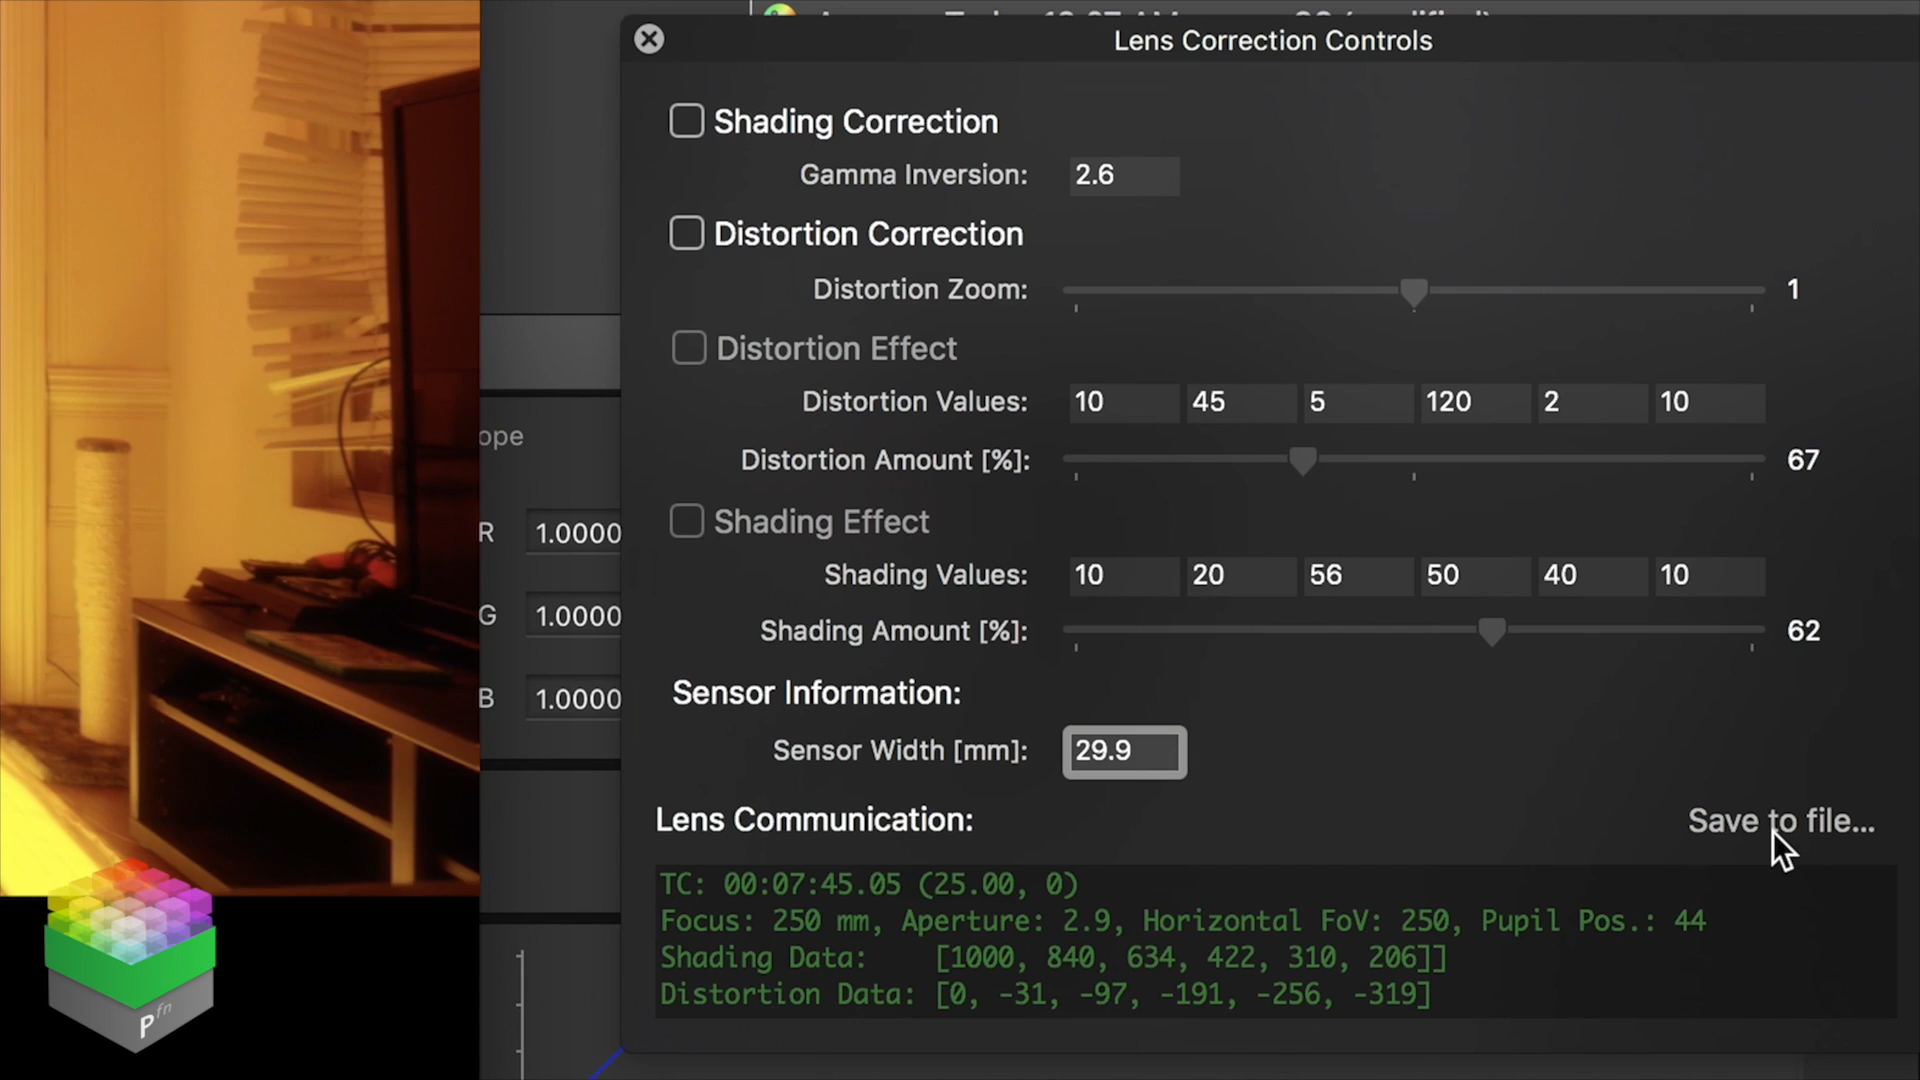 Lens Correction Controls
Shading Correction
Gamma Inversion: 2.6
Distortion Correction
Distortion Zoom: 1
Distortion Effect
Distortion Values: 10 45 5 120 2 10
ope
Distortion Amount [%]: 67
Shading Effect
R 1.0000
Shading Values: 10 20 56 50 40 10
G 1.0000
Shading Amount [%]: 62
Sensor Information:
B 1.0000
Sensor Width [mm]: 29.9
Lens Communication: Save to file...
TC: 00:07:45.05 (25.00, 0)
Focus: 250 mm, Aperture: 2.9, Horizontal FoV: 250, Pupil Pos.: 44
Shading Data: [1000, 840, 634, 422, 310, 206]]
Distortion Data: [0, -31, -97, -191, -256, -319]
Pfn